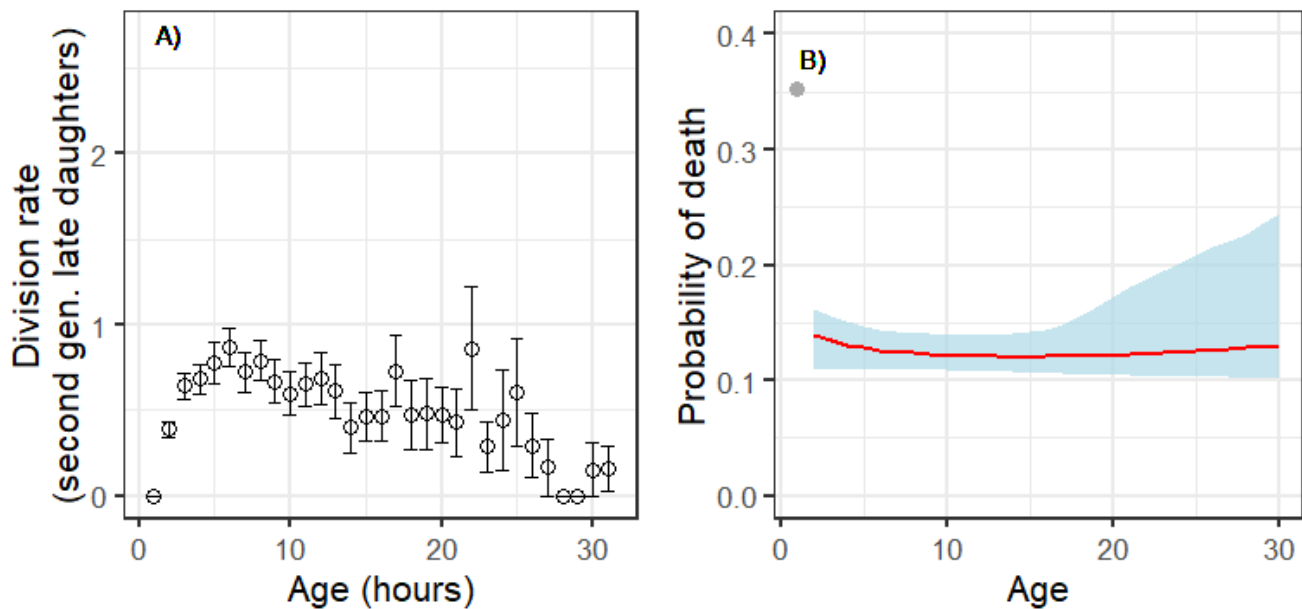 A)
Division rate
(second gen. late daughters)
2
1
0
0 10 20 30
Age (hours)
B)
Probability of death
0.4
0.3
0.2
0.1
0.0
0 10 20 30
Age